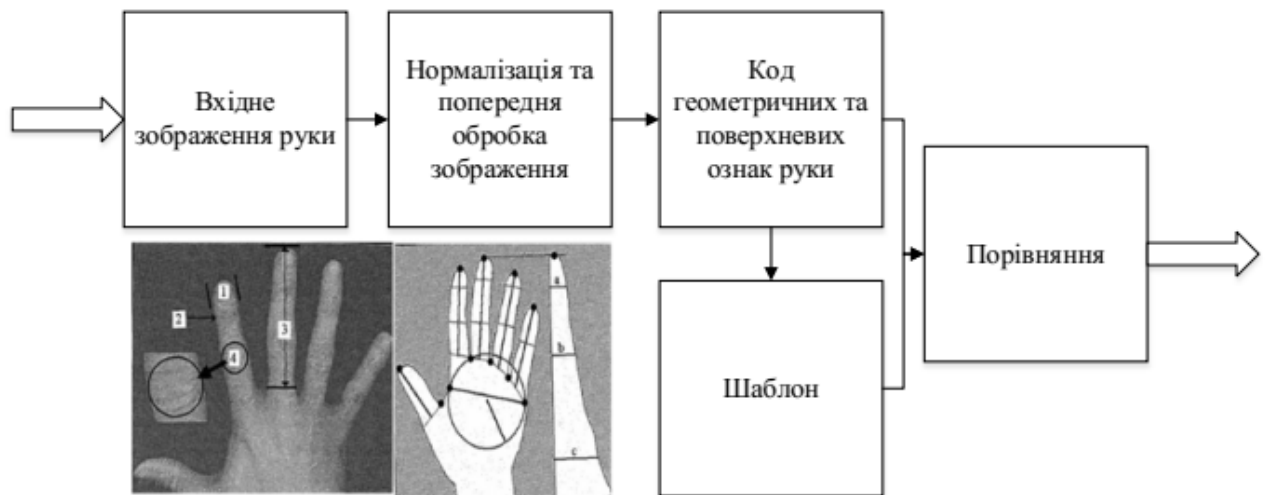 Вхідне
зображення руки
Нормалізація та
попередня
обробка
зображення
Код
геометричних та
поверхневих
ознак руки
Порівняння
Шаблон
1
2
3
4
a
b
c